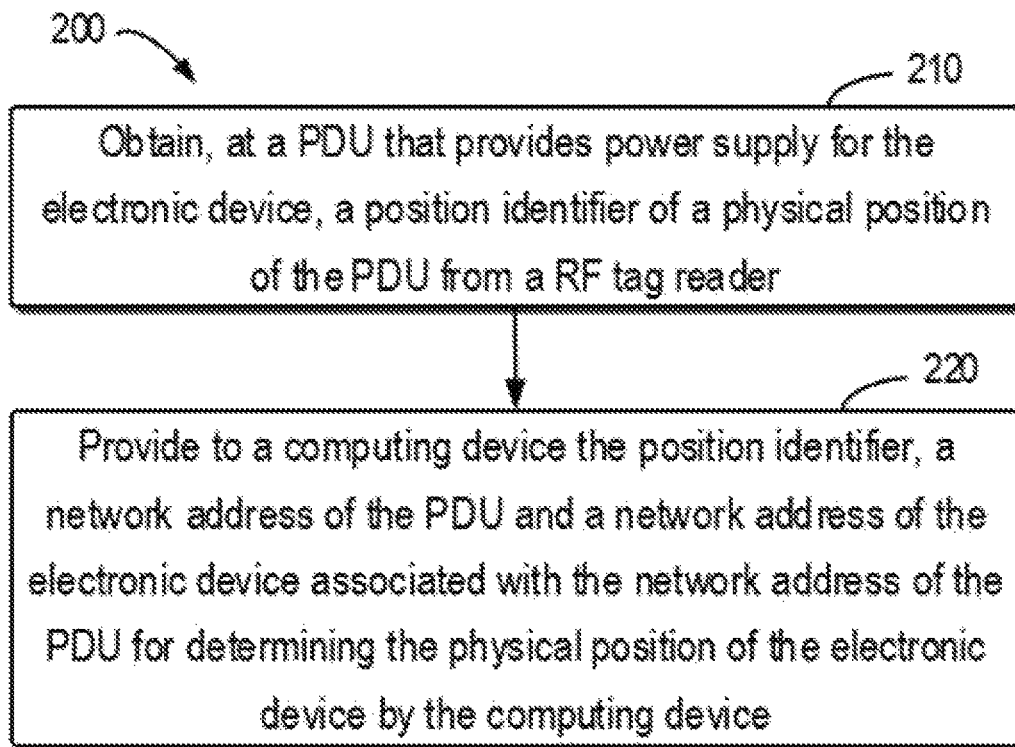 200
210
Obtain, at a PDU that provides power supply for the
electronic device, a position identifier of a physical position
of the PDU from a RF tag reader
220
Provide to a computing device the position identifier, a
network address of the PDU and a network address of the
electronic device associated with the network address of the
PDU for determining the physical position of the electronic
device by the computing device